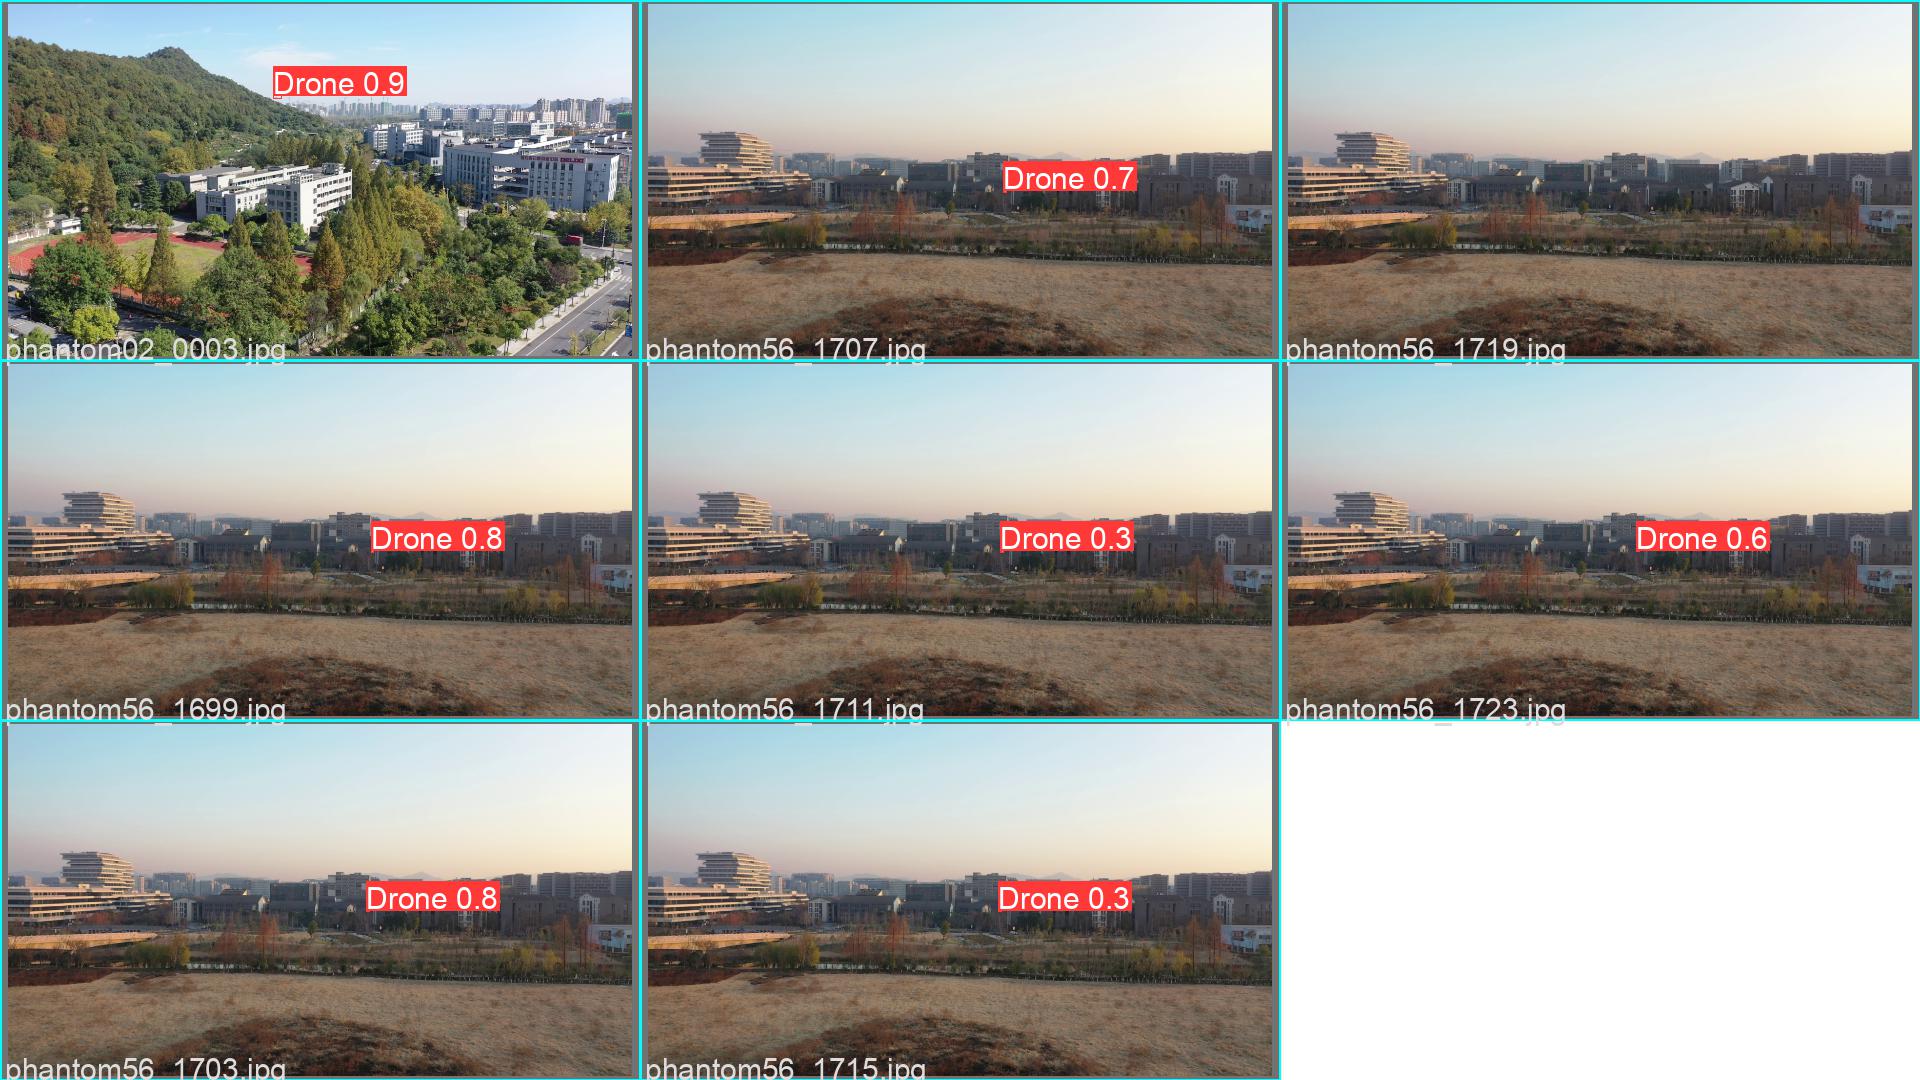 Drone 0.9
phantom02_0003.jpg
Drone 0.7
phantom56_1707.jpg
phantom56_1719.jpg
Drone 0.8
phantom56_1699.jpg
Drone 0.3
phantom56_1711.jpg
Drone 0.6
phantom56_1723.jpg
Drone 0.8
phantom56_1703.jpg
Drone 0.3
phantom56_1715.jpg